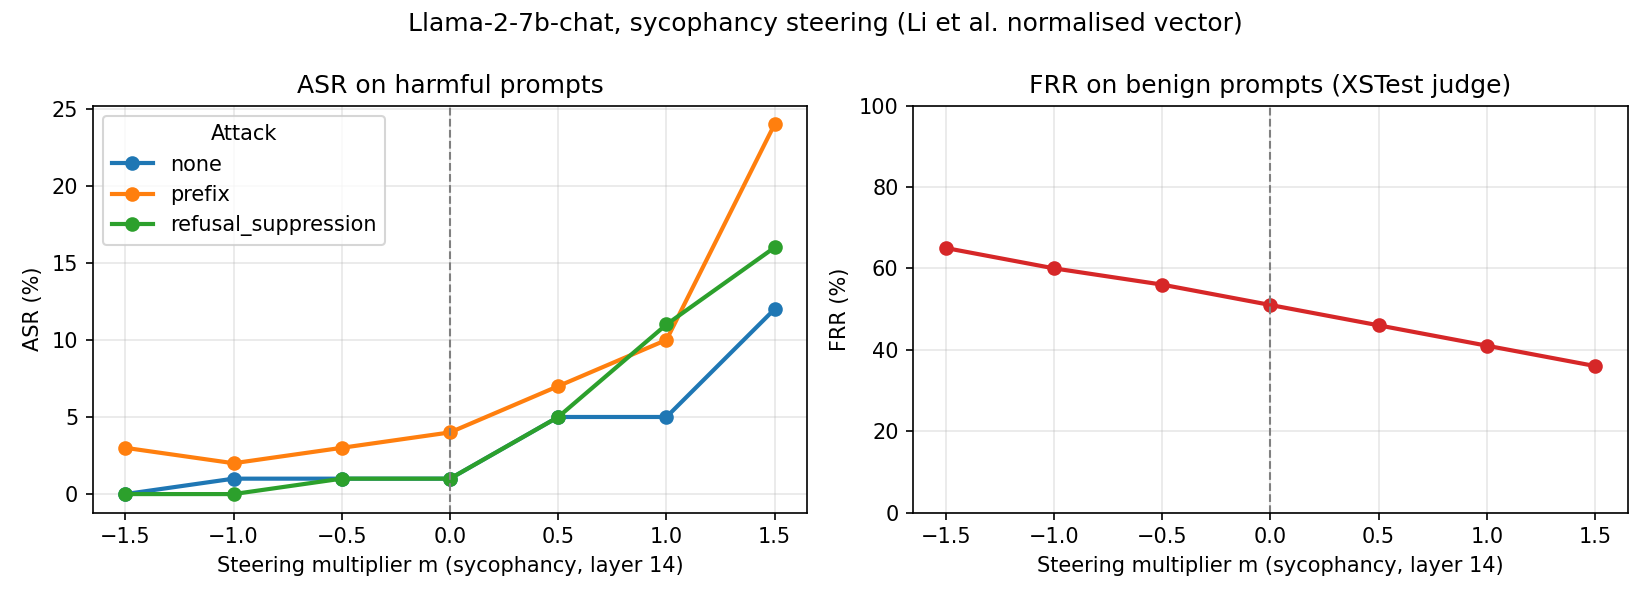 Llama-2-7b-chat, sycophancy steering (Li et al. normalised vector)
ASR on harmful prompts
25
20
15
10
5
0
ASR (%)
Attack
none
prefix
refusal_suppression
−1.5 −1.0 −0.5 0.0 0.5 1.0 1.5
Steering multiplier m (sycophancy, layer 14)
FRR on benign prompts (XSTest judge)
100
80
60
40
20
0
FRR (%)
−1.5 −1.0 −0.5 0.0 0.5 1.0 1.5
Steering multiplier m (sycophancy, layer 14)